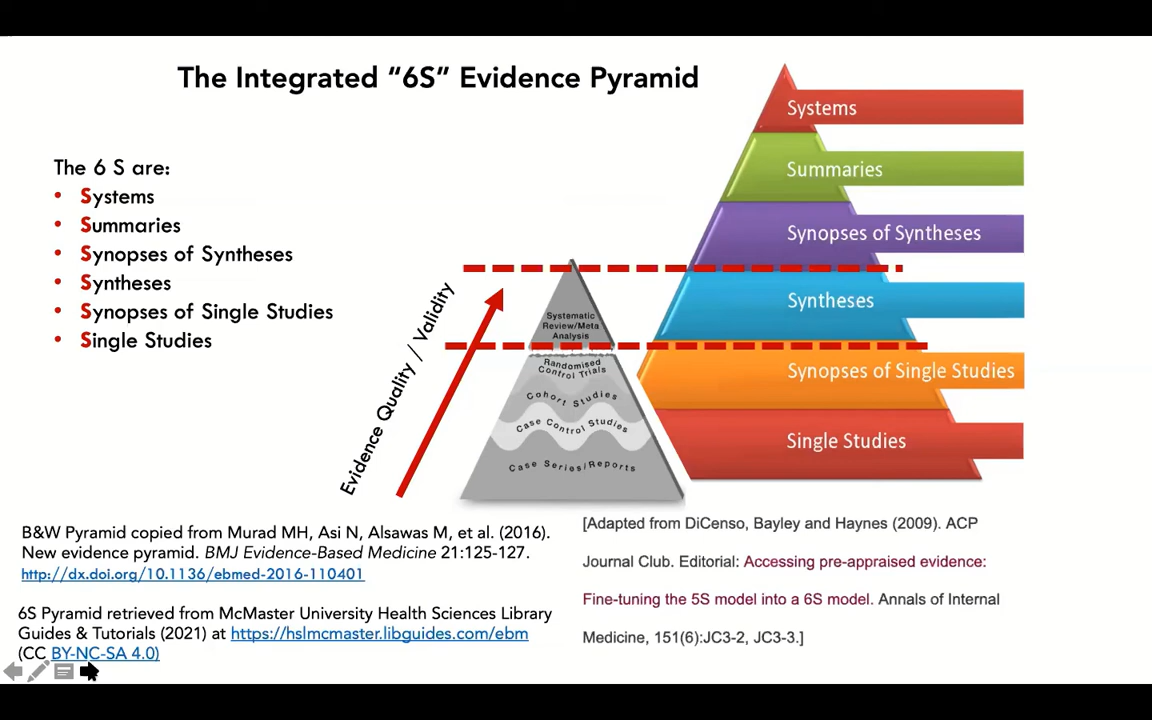 The Integrated “6S” Evidence Pyramid
The 6 S are:
• Systems
• Summaries
• Synopses of Syntheses
• Syntheses
• Synopses of Single Studies
• Single Studies
Evidence Quality / Validity
Systematic
Review/Meta
Analysis
Randomised
Control Trials
Cohort Studies
Case Control Studies
Case Series/Reports
Systems
Summaries
Synopses of Syntheses
Syntheses
Synopses of Single Studies
Single Studies
B&W Pyramid copied from Murad MH, Asi N, Alsawas M, et al. (2016).
New evidence pyramid. BMJ Evidence-Based Medicine 21:125-127.
http://dx.doi.org/10.1136/ebmed-2016-110401
6S Pyramid retrieved from McMaster University Health Sciences Library
Guides & Tutorials (2021) at https://hslmcmaster.libguides.com/ebm
(CC BY-NC-SA 4.0)
[Adapted from DiCenso, Bayley and Haynes (2009). ACP
Journal Club. Editorial: Accessing pre-appraised evidence:
Fine-tuning the 5S model into a 6S model. Annals of Internal
Medicine, 151(6):JC3-2, JC3-3.]